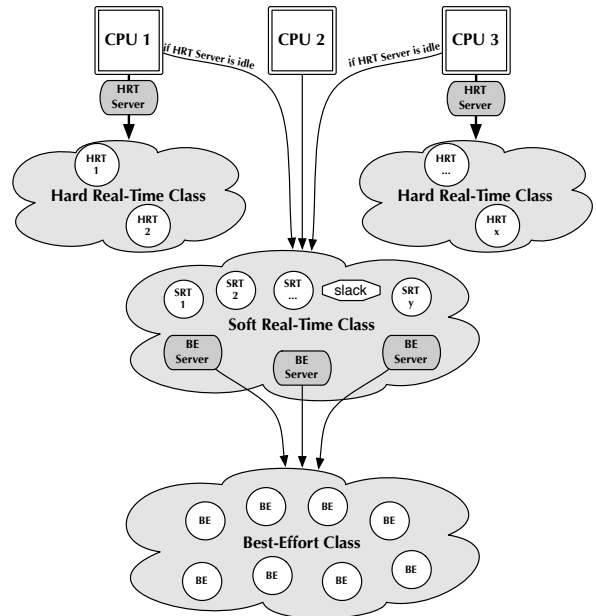 CPU 1
CPU 2
CPU 3
if HRT Server is idle
if HRT Server is idle
HRT
Server
HRT
Server
HRT
1
Hard Real-Time Class
HRT
2
HRT
...
Hard Real-Time Class
HRT
x
SRT
1
SRT
2
SRT
...
slack
SRT
y
Soft Real-Time Class
BE
Server
BE
Server
BE
Server
BE
BE
BE
BE
Best-Effort Class
BE
BE
BE
BE